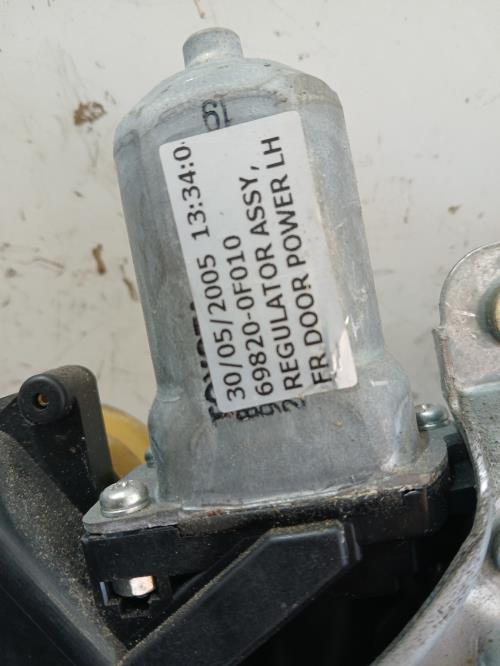 30/05/2005 13:34:0
69820-0F010
REGULATOR ASSY,
FR DOOR POWER LH